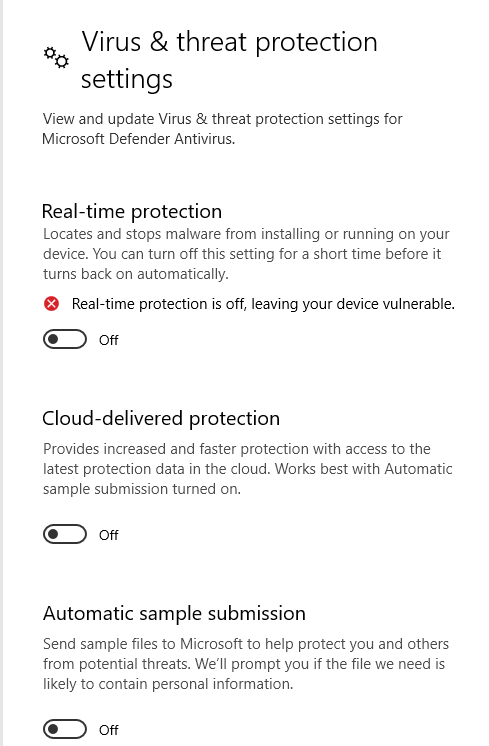 Virus & threat protection
settings
View and update Virus & threat protection settings for
Microsoft Defender Antivirus.
Real-time protection
Locates and stops malware from installing or running on your
device. You can turn off this setting for a short time before it
turns back on automatically.
Real-time protection is off, leaving your device vulnerable.
Off
Cloud-delivered protection
Provides increased and faster protection with access to the
latest protection data in the cloud. Works best with Automatic
sample submission turned on.
Off
Automatic sample submission
Send sample files to Microsoft to help protect you and others
from potential threats. We’ll prompt you if the file we need is
likely to contain personal information.
Off